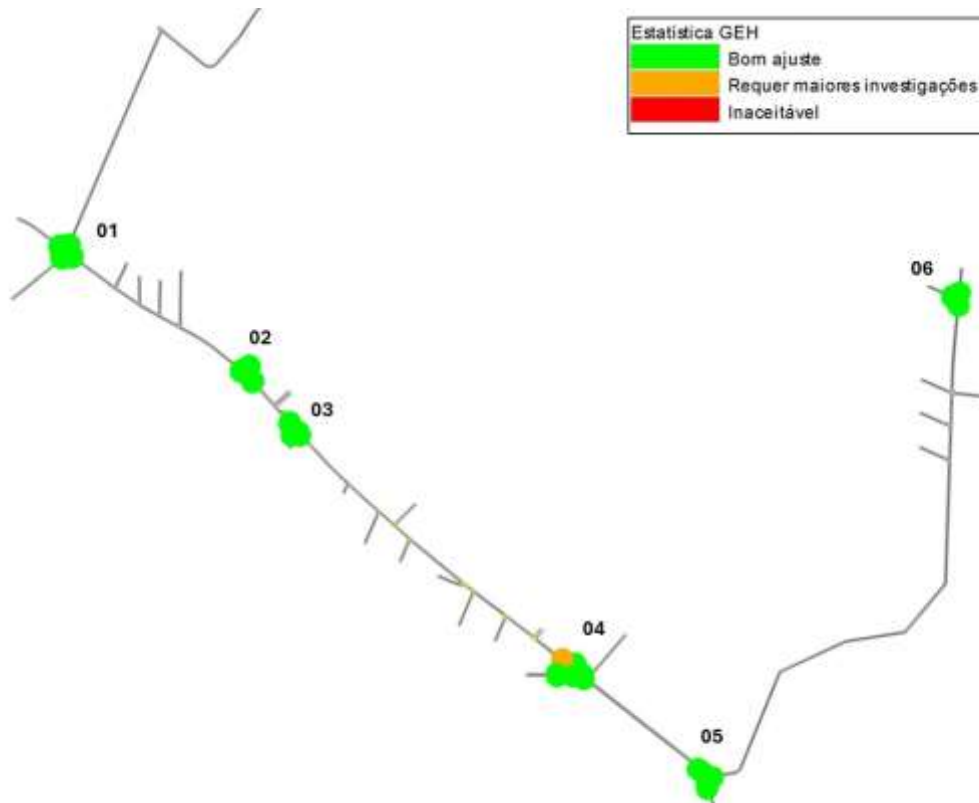 Estatística GEH
Bom ajuste
Requer maiores investigações
Inaceitável
01
06
02
03
04
05